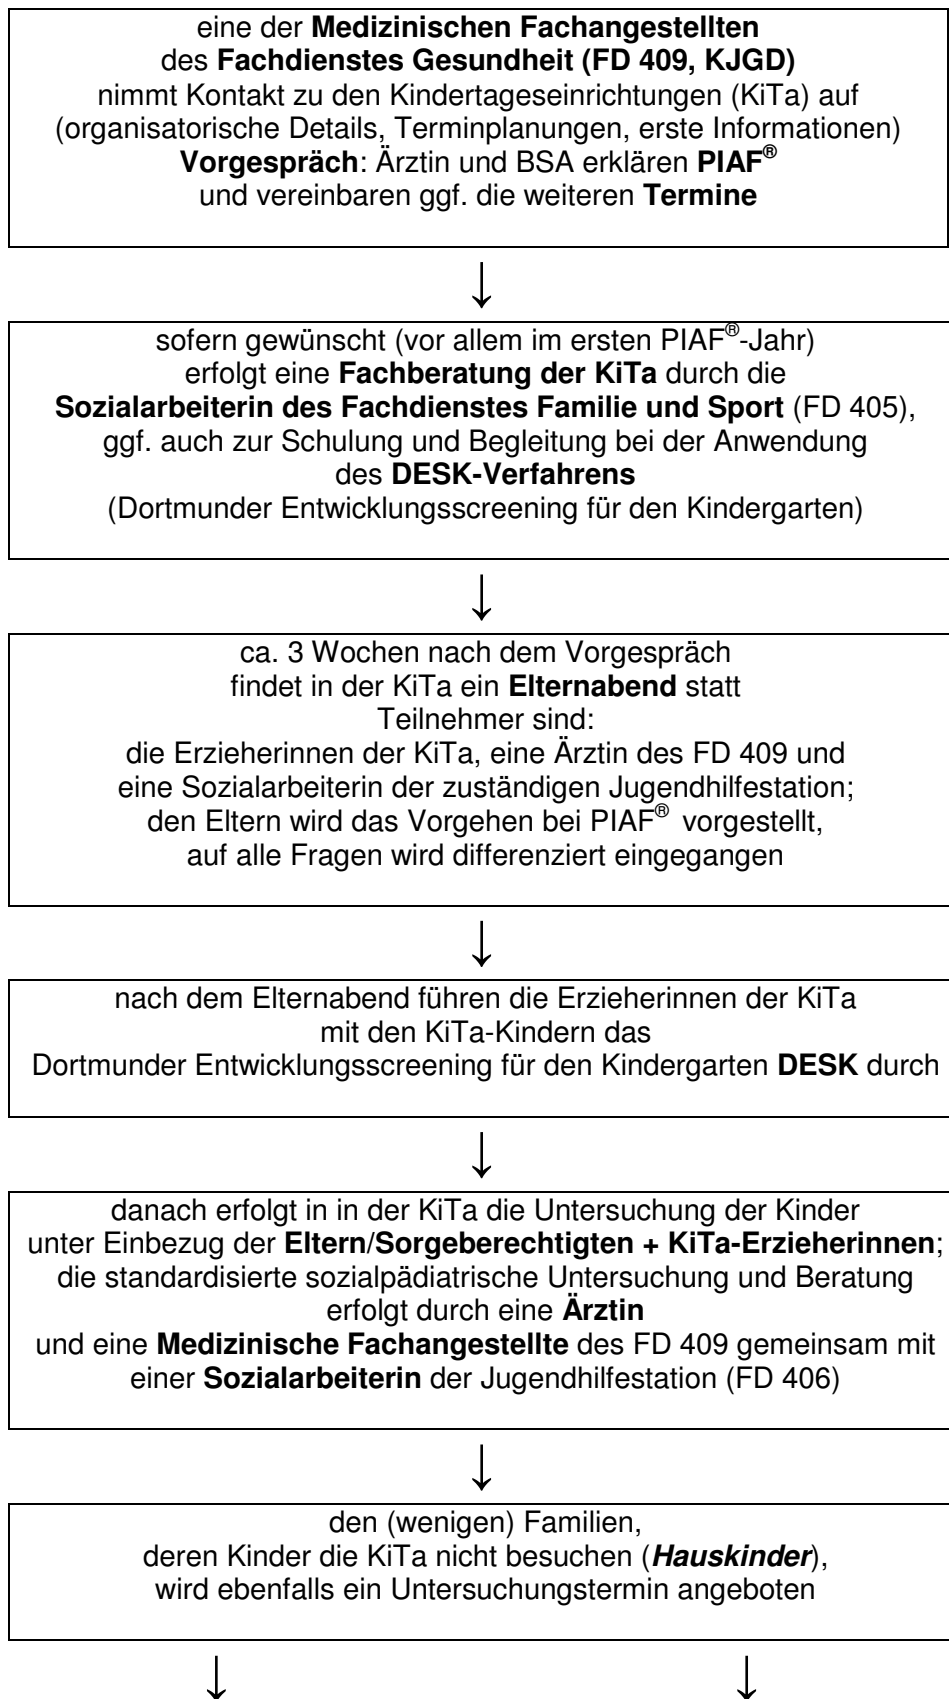 eine der Medizinischen Fachangestellten
des Fachdienstes Gesundheit (FD 409, KJGD)
nimmt Kontakt zu den Kindertageseinrichtungen (KiTa) auf
(organisatorische Details, Terminplanungen, erste Informationen)
Vorgespräch: Ärztin und BSA erklären PIAF®
und vereinbaren ggf. die weiteren Termine
↓
sofern gewünscht (vor allem im ersten PIAF®-Jahr)
erfolgt eine Fachberatung der KiTa durch die
Sozialarbeiterin des Fachdienstes Familie und Sport (FD 405),
ggf. auch zur Schulung und Begleitung bei der Anwendung
des DESK-Verfahrens
(Dortmunder Entwicklungsscreening für den Kindergarten)
↓
ca. 3 Wochen nach dem Vorgespräch
findet in der KiTa ein Elternabend statt
Teilnehmer sind:
die Erzieherinnen der KiTa, eine Ärztin des FD 409 und
eine Sozialarbeiterin der zuständigen Jugendhilfestation;
den Eltern wird das Vorgehen bei PIAF® vorgestellt,
auf alle Fragen wird differenziert eingegangen
↓
nach dem Elternabend führen die Erzieherinnen der KiTa
mit den KiTa-Kindern das
Dortmunder Entwicklungsscreening für den Kindergarten DESK durch
↓
danach erfolgt in in der KiTa die Untersuchung der Kinder
unter Einbezug der Eltern/Sorgeberechtigten + KiTa-Erzieherinnen;
die standardisierte sozialpädiatrische Untersuchung und Beratung
erfolgt durch eine Ärztin
und eine Medizinische Fachangestellte des FD 409 gemeinsam mit
einer Sozialarbeiterin der Jugendhilfestation (FD 406)
↓
den (wenigen) Familien,
deren Kinder die KiTa nicht besuchen (Hauskinder),
wird ebenfalls ein Untersuchungstermin angeboten
↓ ↓